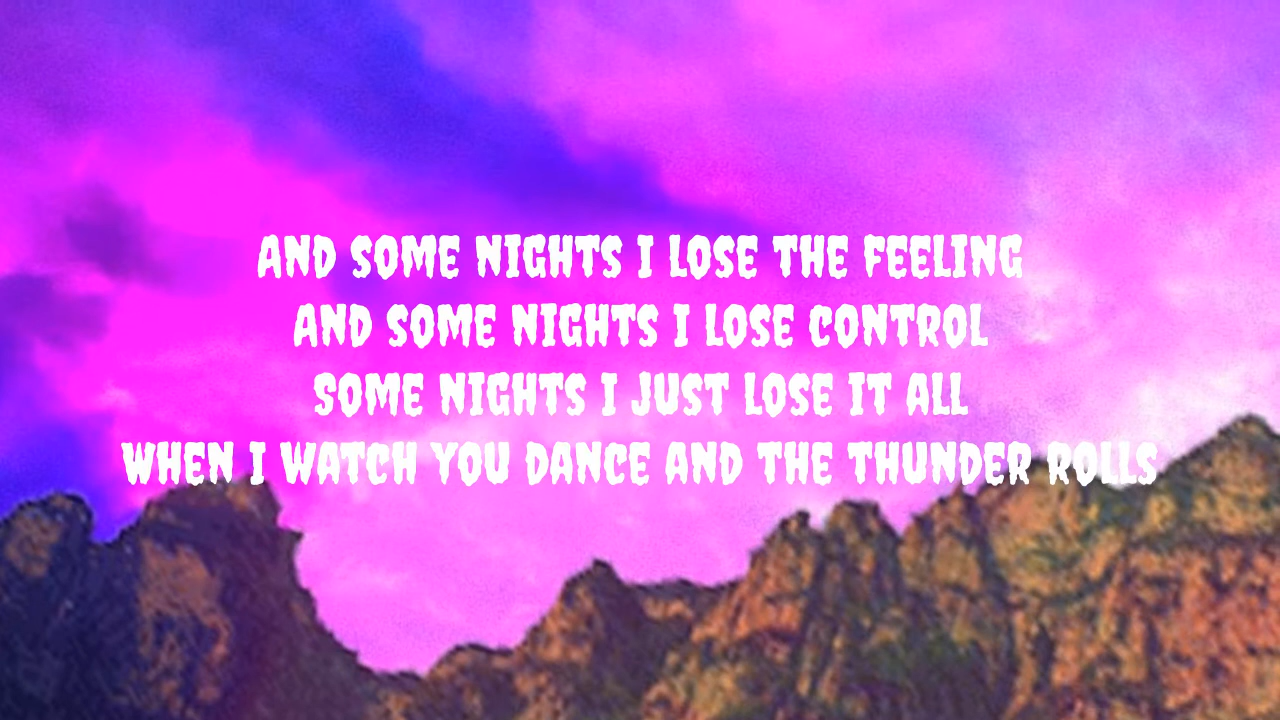 AND SOME NIGHTS I LOSE THE FEELING
AND SOME NIGHTS I LOSE CONTROL
SOME NIGHTS I JUST LOSE IT ALL
WHEN I WATCH YOU DANCE AND THE THUNDER ROLLS